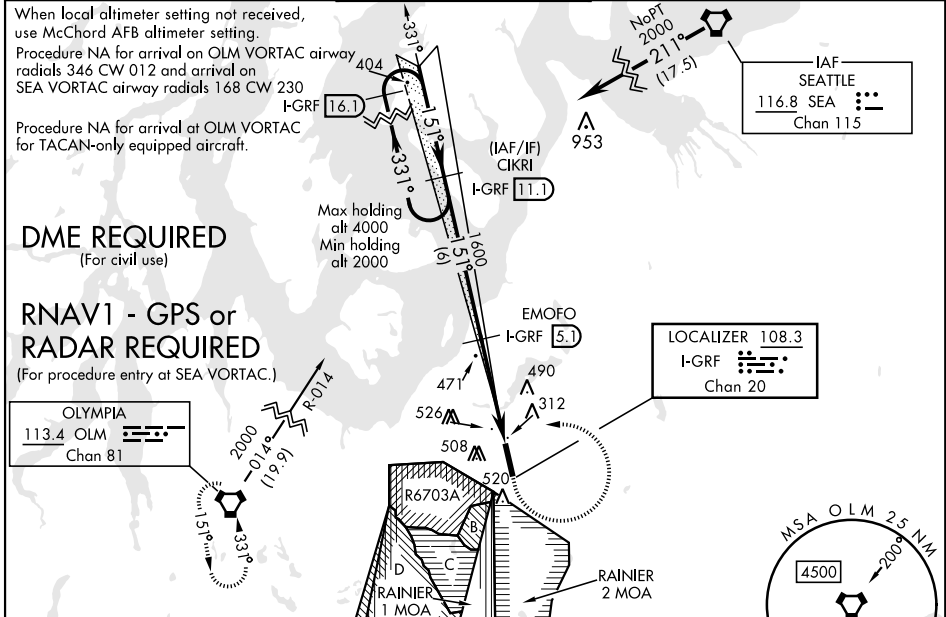 When local altimeter setting not received,
use McChord AFB altimeter setting.
Procedure NA for arrival on OLM VORTAC airway
radials 346 CW 012 and arrival on
SEA VORTAC airway radials 168 CW 230
Procedure NA for arrival at OLM VORTAC
for TACAN-only equipped aircraft.
DME REQUIRED
(For civil use)
RNAV1 - GPS or
RADAR REQUIRED
(For procedure entry at SEA VORTAC.)
331°
404
I-GRF 16.1
151°
331°
Max holding
alt 4000
Min holding
alt 2000
(IAF/IF)
CIKRI
I-GRF 11.1
1600
151°
(6)
NoPT
2000
211°
(17.5)
953
IAF
SEATTLE
116.8 SEA
Chan 115
EMOFO
I-GRF 5.1
LOCALIZER 108.3
I-GRF
Chan 20
471
490
312
526
508
520
OLYMPIA
113.4 OLM
Chan 81
R-014
2000
014°
(19.9)
151°
331°
R6703A
B
C
D
RAINIER
1 MOA
RAINIER
2 MOA
MSA OLM 25 NM
4500
200°